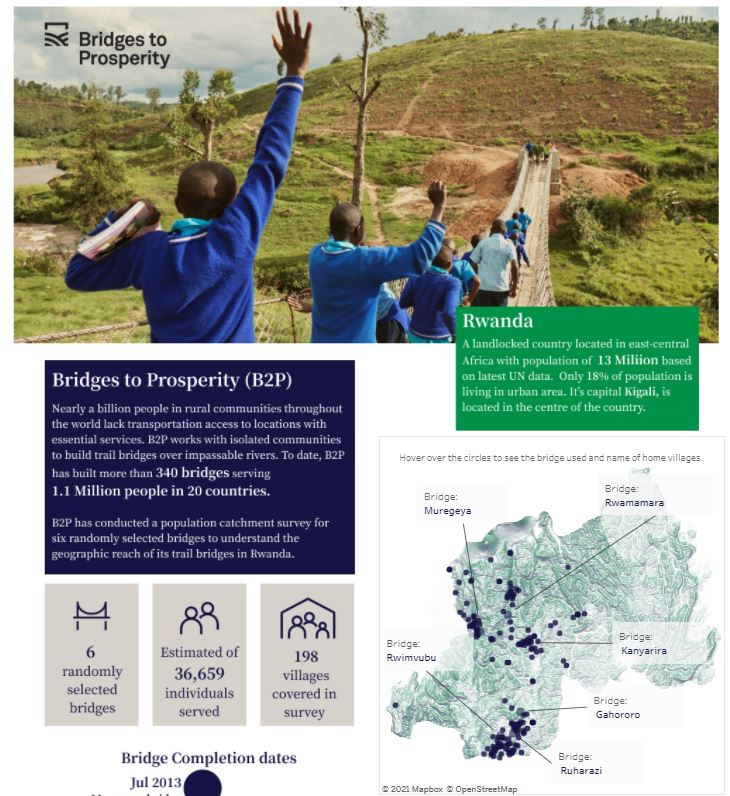 Bridges to
Prosperity
Rwanda
A landlocked country located in east-central
Africa with population of 13 Miliion based
on latest UN data. Only 18% of population is
living in urban area. It's capital Kigali, is
located in the centre of the country.
Bridges to Prosperity (B2P)
Nearly a billion people in rural communities throughout
the world lack transportation access to locations with
essential services. B2P works with isolated communities
to build trail bridges over impassable rivers. To date, B2P
has built more than 340 bridges serving
1.1 Million people in 20 countries.
B2P has conducted a population catchment survey for
six randomly selected bridges to understand the
geographic reach of its trail bridges in Rwanda.
6
randomly
selected
bridges
Estimated of
36,659
individuals
served
198
villages
covered in
survey
Hover over the circles to see the bridge used and name of home villages.
Bridge:
Muregeya
Bridge:
Rwamamara
Bridge:
Rwimvubu
Bridge:
Kanyarira
Bridge:
Gahororo
Bridge:
Ruharazi
© 2021 Mapbox © OpenStreetMap
Bridge Completion dates
Jul 2013